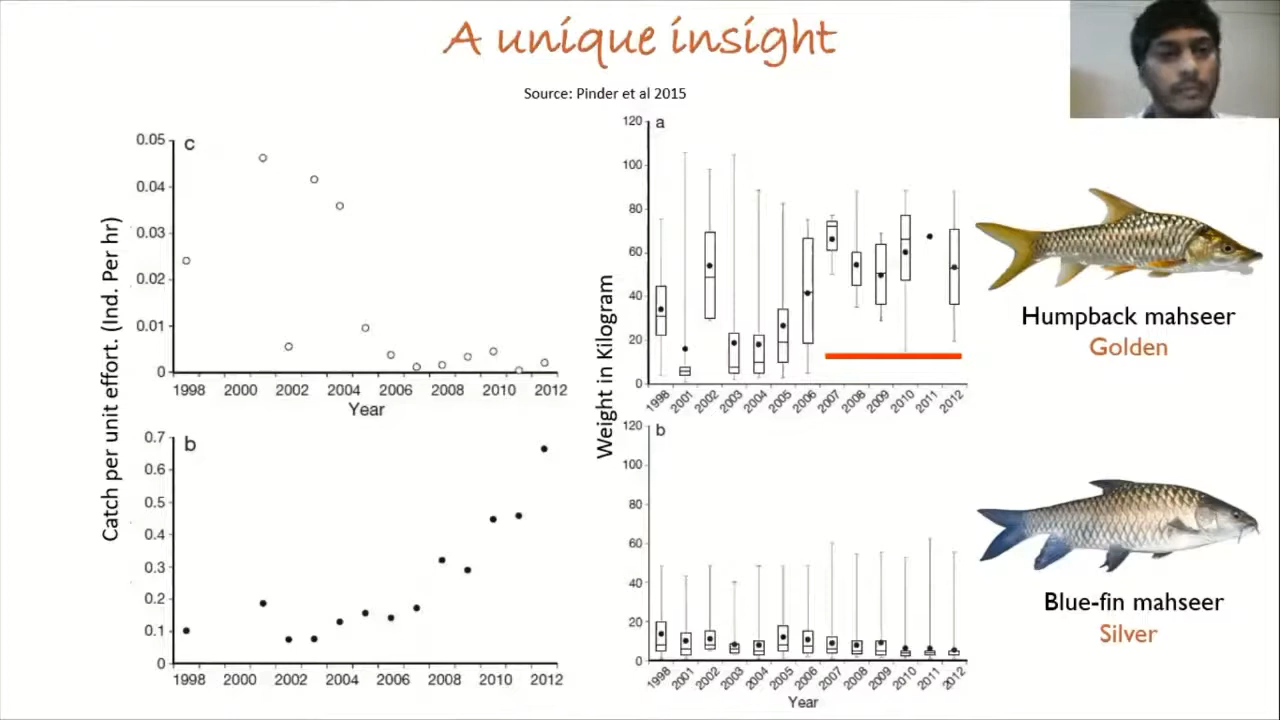 A unique insight
Source: Pinder et al 2015
Catch per unit effort. (Ind. Per hr)
c
0.05
0.04
0.03
0.02
0.01
0
1998 2000 2002 2004 2006 2008 2010 2012
Year
b
0.7
0.6
0.5
0.4
0.3
0.2
0.1
0
1998 2000 2002 2004 2006 2008 2010 2012
Weight in Kilogram
a
120
100
80
60
40
20
0
1998 2001 2002 2003 2004 2005 2006 2007 2008 2009 2010 2011 2012
b
120
100
80
60
40
20
0
1998 2001 2002 2003 2004 2005 2006 2007 2008 2009 2010 2011 2012
Year
Humpback mahseer
Golden
Blue-fin mahseer
Silver